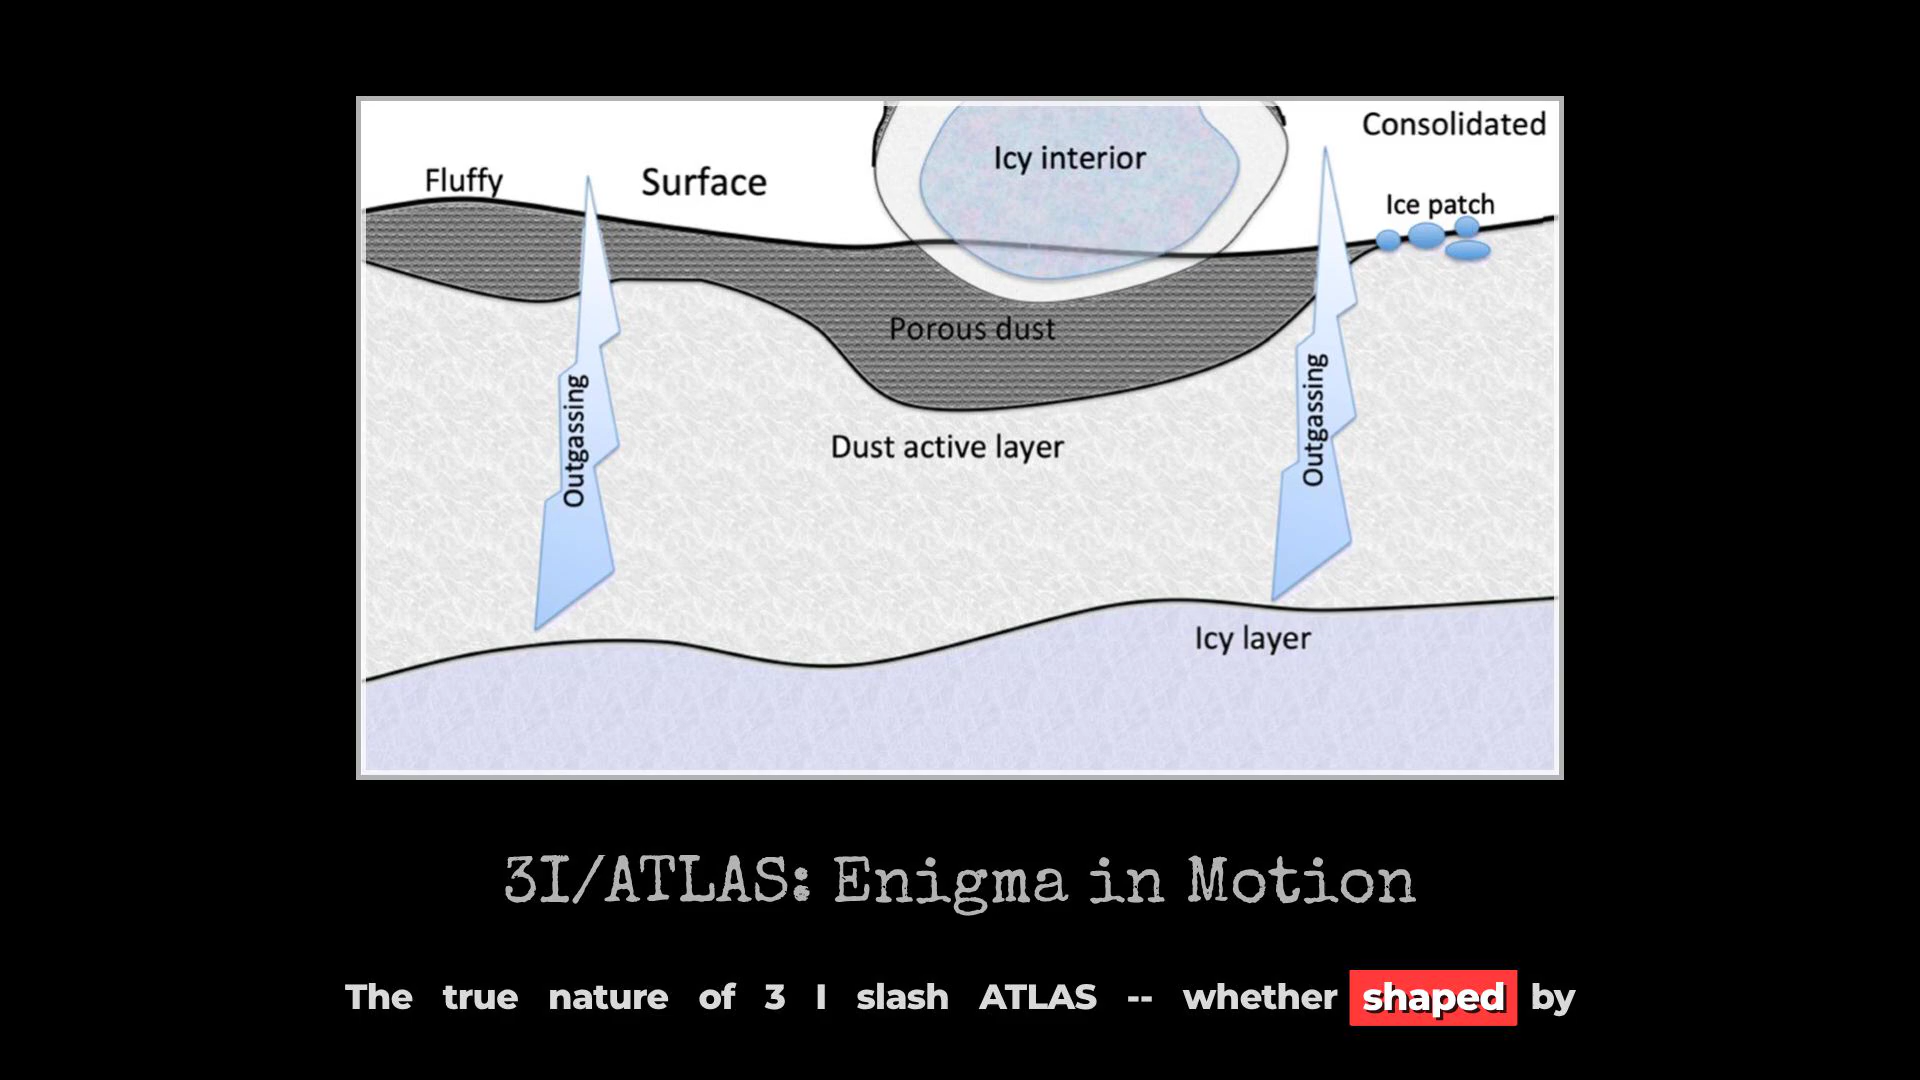 Consolidated
Icy interior
Fluffy
Surface
Ice patch
Porous dust
Outgassing
Outgassing
Dust active layer
Icy layer
3I/ATLAS: Enigma in Motion
The true nature of 3 I slash ATLAS -- whether shaped by